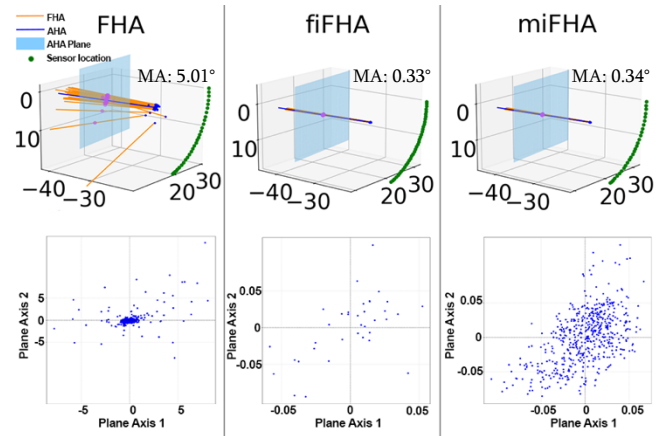 FHA
AHA
AHA Plane
Sensor location
FHA
MA: 5.01°
0
10
−40
−30
20
30
fiFHA
MA: 0.33°
0
10
−40
−30
20
30
miFHA
MA: 0.34°
0
10
−40
−30
20
30
Plane Axis 2
5
0
-5
-5
0
5
Plane Axis 1
Plane Axis 2
0.05
0
-0.05
-0.05
0
0.05
Plane Axis 1
Plane Axis 2
0.05
0
-0.05
-0.05
0
0.05
Plane Axis 1